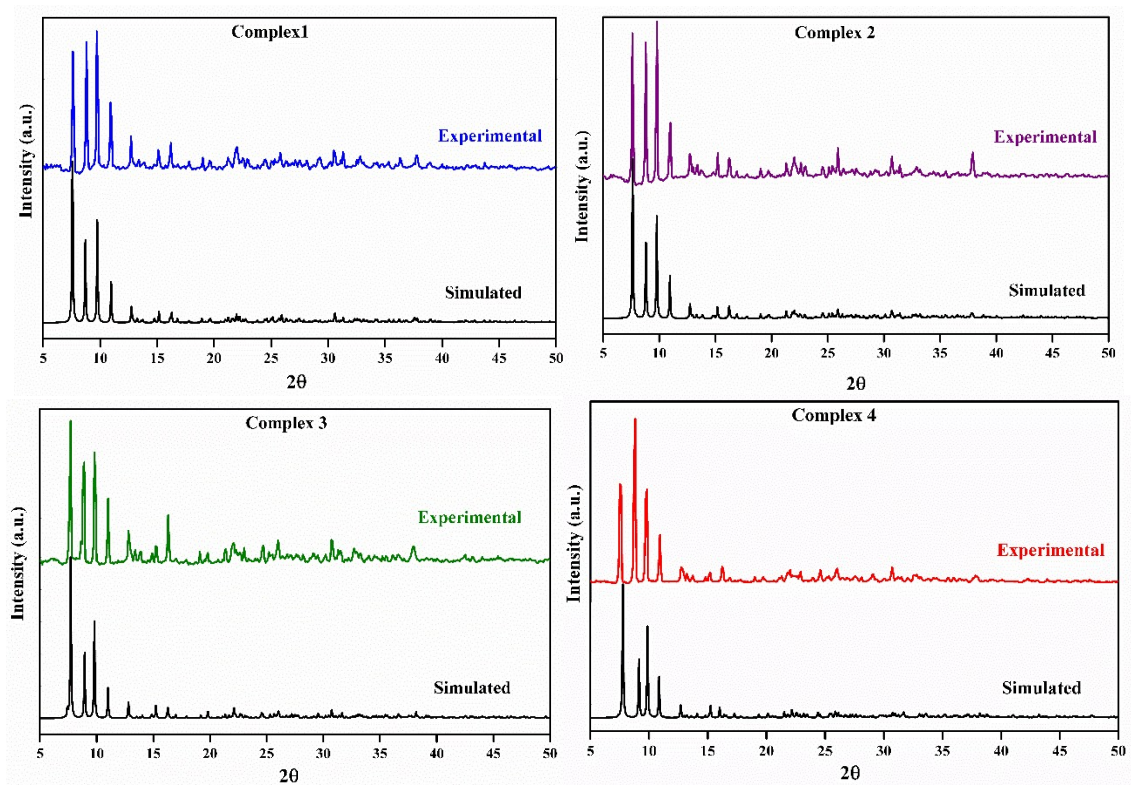 Complex1
Experimental
Simulated
Intensity (a.u.)
5 10 15 20 25 30 35 40 45 50
2θ
Complex 2
Experimental
Simulated
Intensity (a.u.)
5 10 15 20 25 30 35 40 45 50
2θ
Complex 3
Experimental
Simulated
Intensity (a.u.)
5 10 15 20 25 30 35 40 45 50
2θ
Complex 4
Experimental
Simulated
Intensity (a.u.)
5 10 15 20 25 30 35 40 45 50
2θ